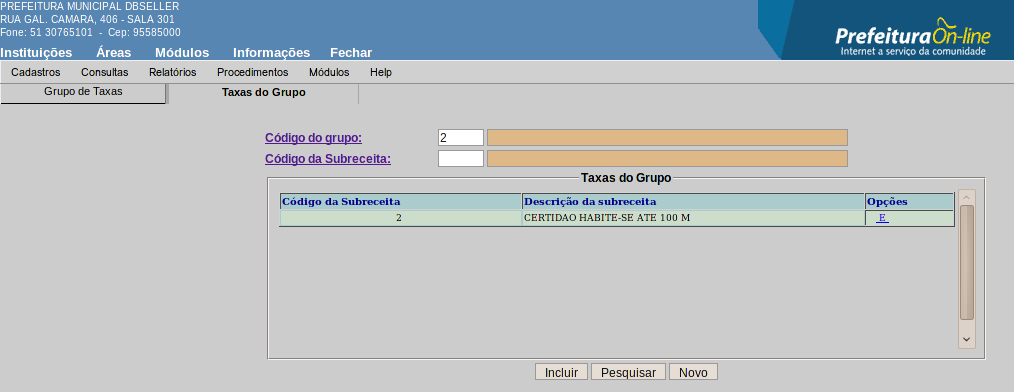 PREFEITURA MUNICIPAL DBSELLER
RUA GAL. CAMARA, 406 - SALA 301
Fone: 51 30765101 - Cep: 95585000
Prefeitura On-line
Internet a serviço da comunidade
Instituições Áreas Módulos Informações Fechar
Cadastros Consultas Relatórios Procedimentos Módulos Help
Grupo de Taxas Taxas do Grupo
Código do grupo: 2
Código da Subreceita:
Taxas do Grupo
Código da Subreceita Descrição da subreceita Opções
2 CERTIDAO HABITE-SE ATE 100 M E
Incluir Pesquisar Novo